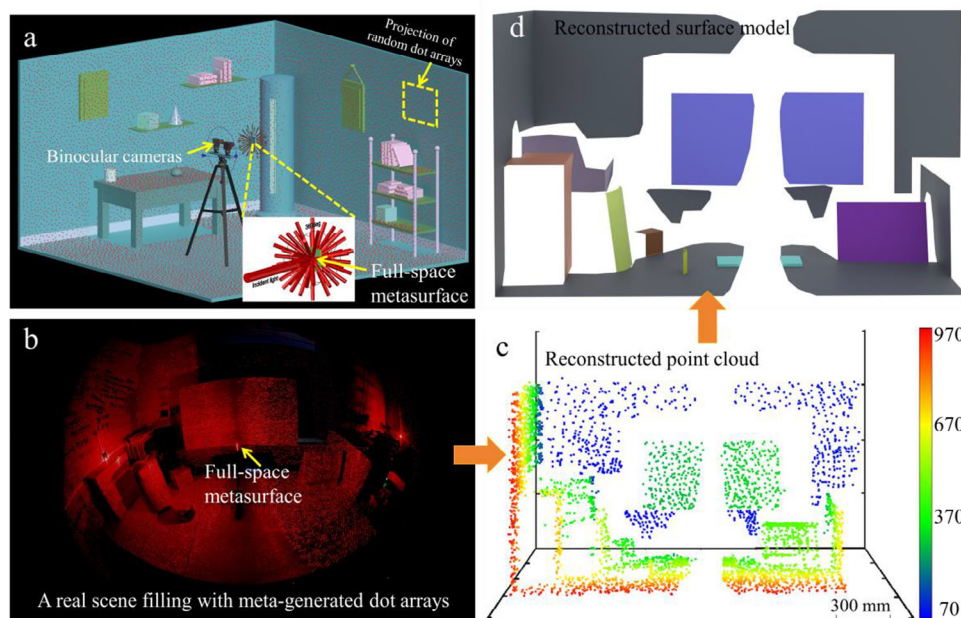 a
Projection of
random dot arrays
Binocular cameras
Incident light
Full-space
metasurface
d
Reconstructed surface model
b
Full-space
metasurface
A real scene filling with meta-generated dot arrays
c
Reconstructed point cloud
970
670
370
70
300 mm